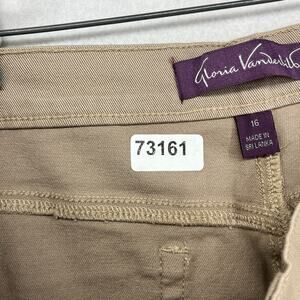 Gloria Vanderbilt
16
MADE IN
SRI LANKA
73161